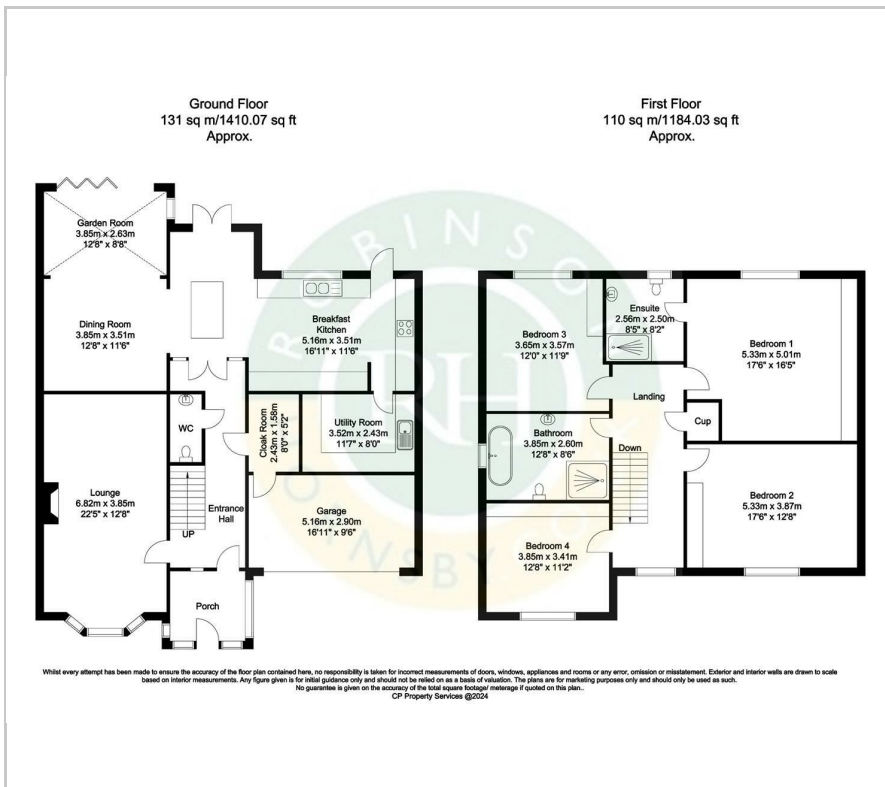 Ground Floor
131 sq m/1410.07 sq ft
Approx.
First Floor
110 sq m/1184.03 sq ft
Approx.
Garden Room
3.85m x 2.63m
12'8" x 8'8"
Dining Room
3.85m x 3.51m
12'8" x 11'6"
Breakfast
Kitchen
5.16m x 3.51m
16'11" x 11'6"
WC
Cloak Room
2.43m x 1.58m
8'0" x 5'2"
Utility Room
3.52m x 2.43m
11'7" x 8'0"
Lounge
6.82m x 3.85m
22'5" x 12'8"
UP
Entrance
Hall
Garage
5.16m x 2.90m
16'11" x 9'6"
Porch
Bedroom 3
3.65m x 3.57m
12'0" x 11'9"
Ensuite
2.56m x 2.50m
8'5" x 8'2"
Bedroom 1
5.33m x 5.01m
17'6" x 16'5"
Landing
Cup
Bathroom
3.85m x 2.60m
12'8" x 8'6"
Down
Bedroom 2
5.33m x 3.87m
17'6" x 12'8"
Bedroom 4
3.85m x 3.41m
12'8" x 11'2"
ROBINSON
RH
HORNSBY
Whilst every attempt has been made to ensure the accuracy of the floor plan contained here, no responsibility is taken for incorrect measurements of doors, windows, appliances and rooms or any error, omission or misstatement. Exterior and interior walls are drawn to scale
based on interior measurements. Any figure given is for initial guidance only and should not be relied on as a basis of valuation. The plans are for marketing purposes only and should only be used as such.
No guarantee is given on the accuracy of the total square footage/ meterage if quoted on this plan..
CP Property Services @2024